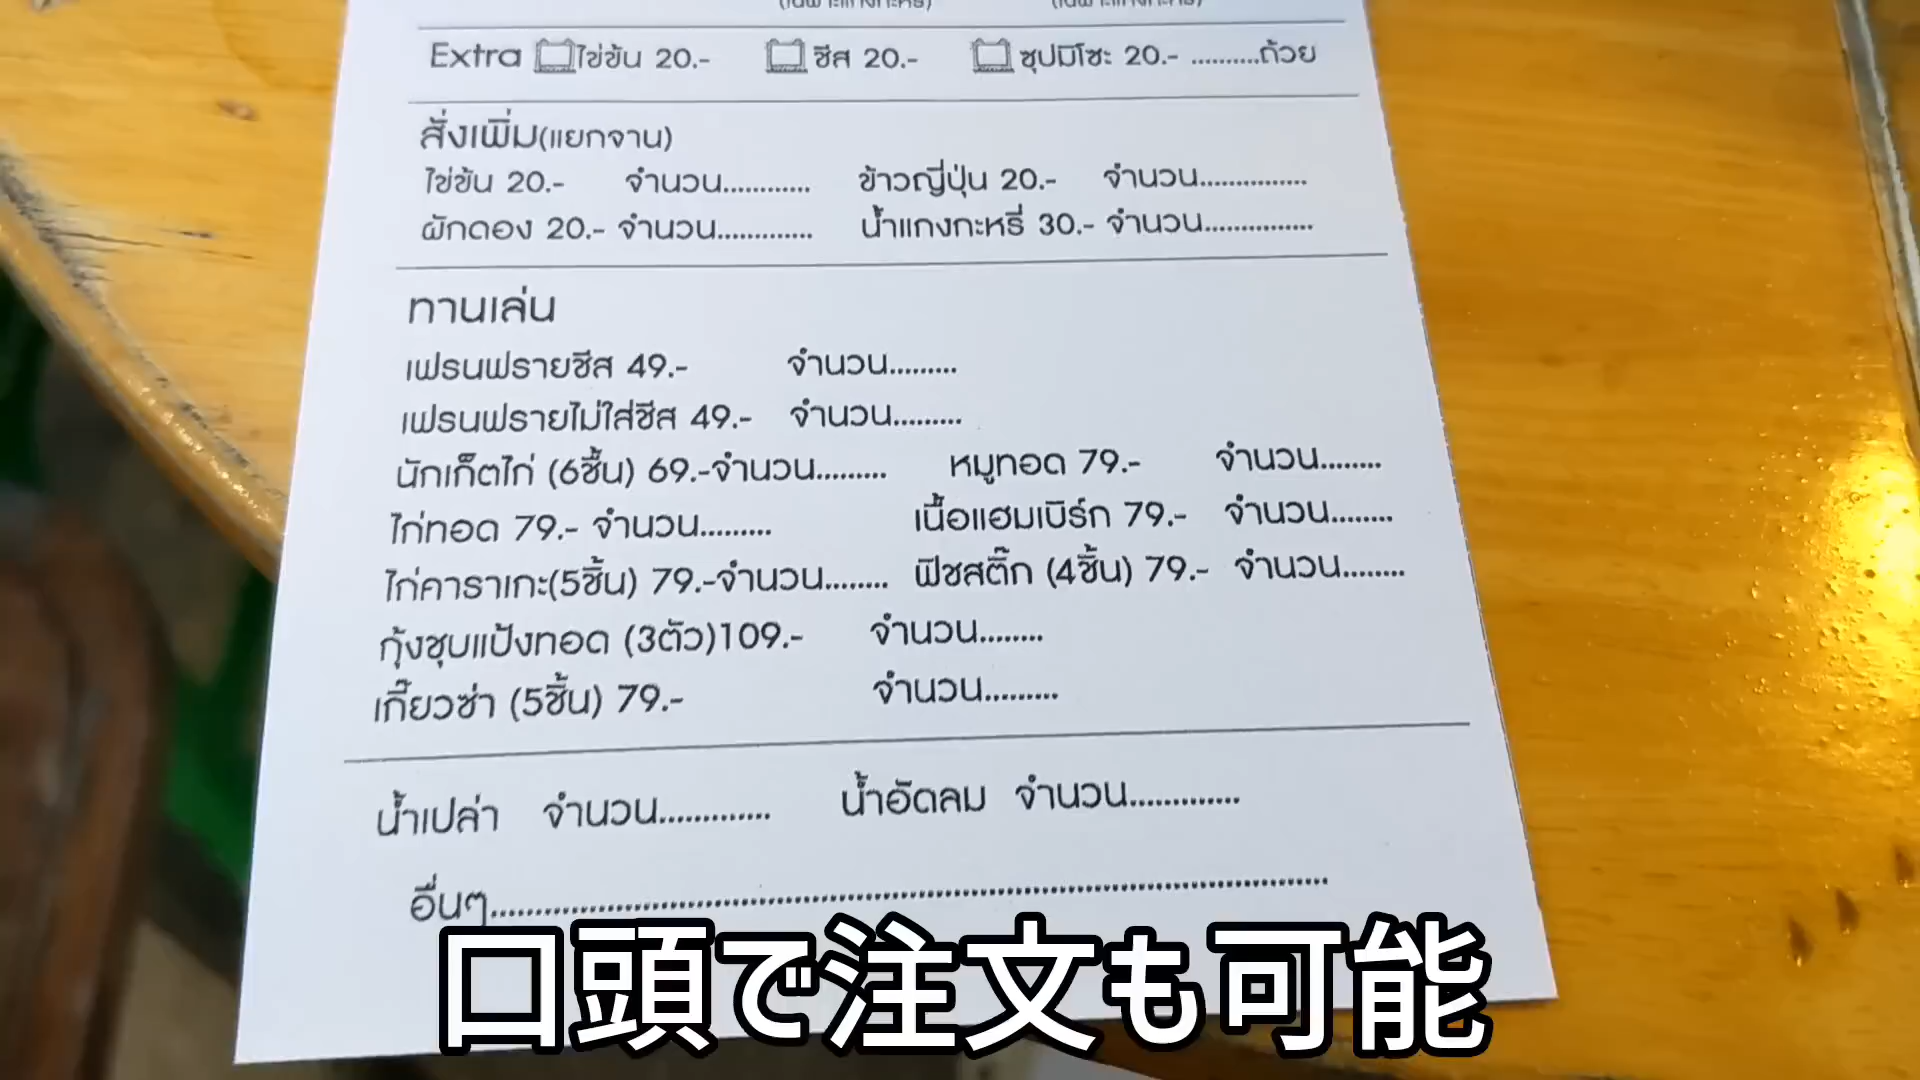 Extra ไข่ข้น 20.- ชีส 20.- ซุปมิโซะ 20.- ..........ถ้วย
สั่งเพิ่ม(แยกจาน)
ไข่ข้น 20.- จำนวน............ ข้าวญี่ปุ่น 20.- จำนวน...............
ผักดอง 20.- จำนวน............. น้ำแกงกะหรี่ 30.- จำนวน...............
ทานเล่น
เฟรนฟรายชีส 49.- จำนวน.........
เฟรนฟรายไม่ใส่ชีส 49.- จำนวน.........
นักเก็ตไก่ (6ชิ้น) 69.-จำนวน......... หมูทอด 79.- จำนวน........
ไก่ทอด 79.- จำนวน......... เนื้อแฮมเบิร์ก 79.- จำนวน........
ไก่คาราเกะ(5ชิ้น) 79.-จำนวน........ ฟิชสติ๊ก (4ชิ้น) 79.- จำนวน........
กุ้งชุบแป้งทอด (3ตัว)109.- จำนวน........
เกี๊ยวซ่า (5ชิ้น) 79.- จำนวน.........
น้ำเปล่า จำนวน............. น้ำอัดลม จำนวน.............
อื่นๆ..........................................................................................
口頭で注文も可能